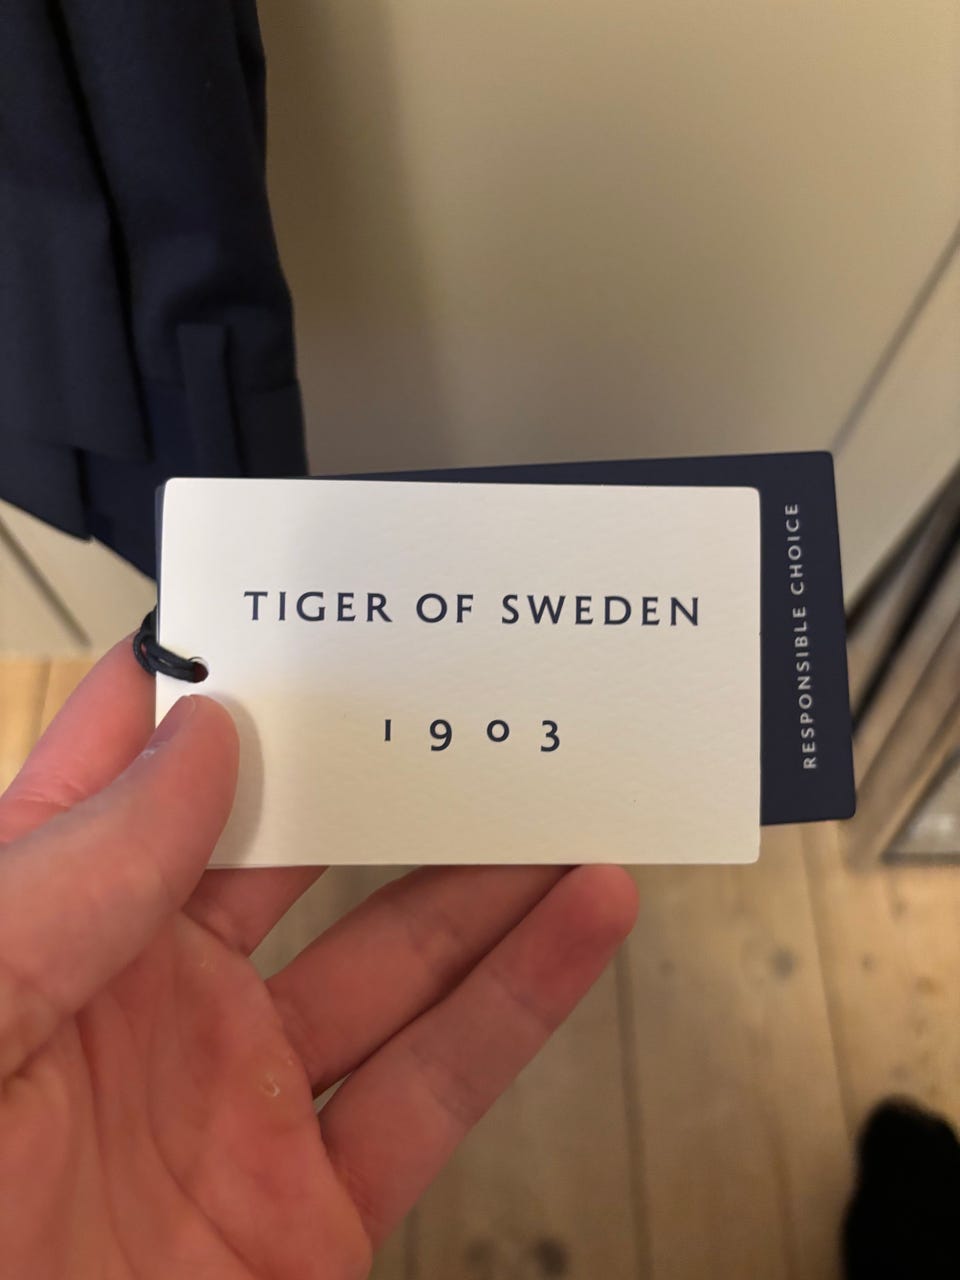 TIGER OF SWEDEN
1903
RESPONSIBLE CHOICE